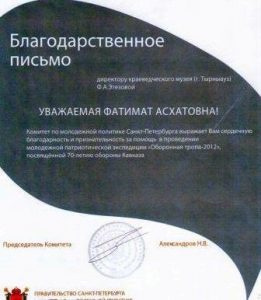 Благодарственное
письмо
директору краеведческого музея (г. Тырныауз)
Ф.А.Этезовой
УВАЖАЕМАЯ ФАТИМАТ АСХАТОВНА!
Комитет по молодежной политике Санкт-Петербурга выражает Вам сердечную
благодарность и признательность за помощь в проведении
молодежной патриотической экспедиции «Оборонная тропа-2012»,
посвящённой 70-летию обороны Кавказа
Председатель Комитета
Александров Н.В.
ПРАВИТЕЛЬСТВО САНКТ-ПЕТЕРБУРГА